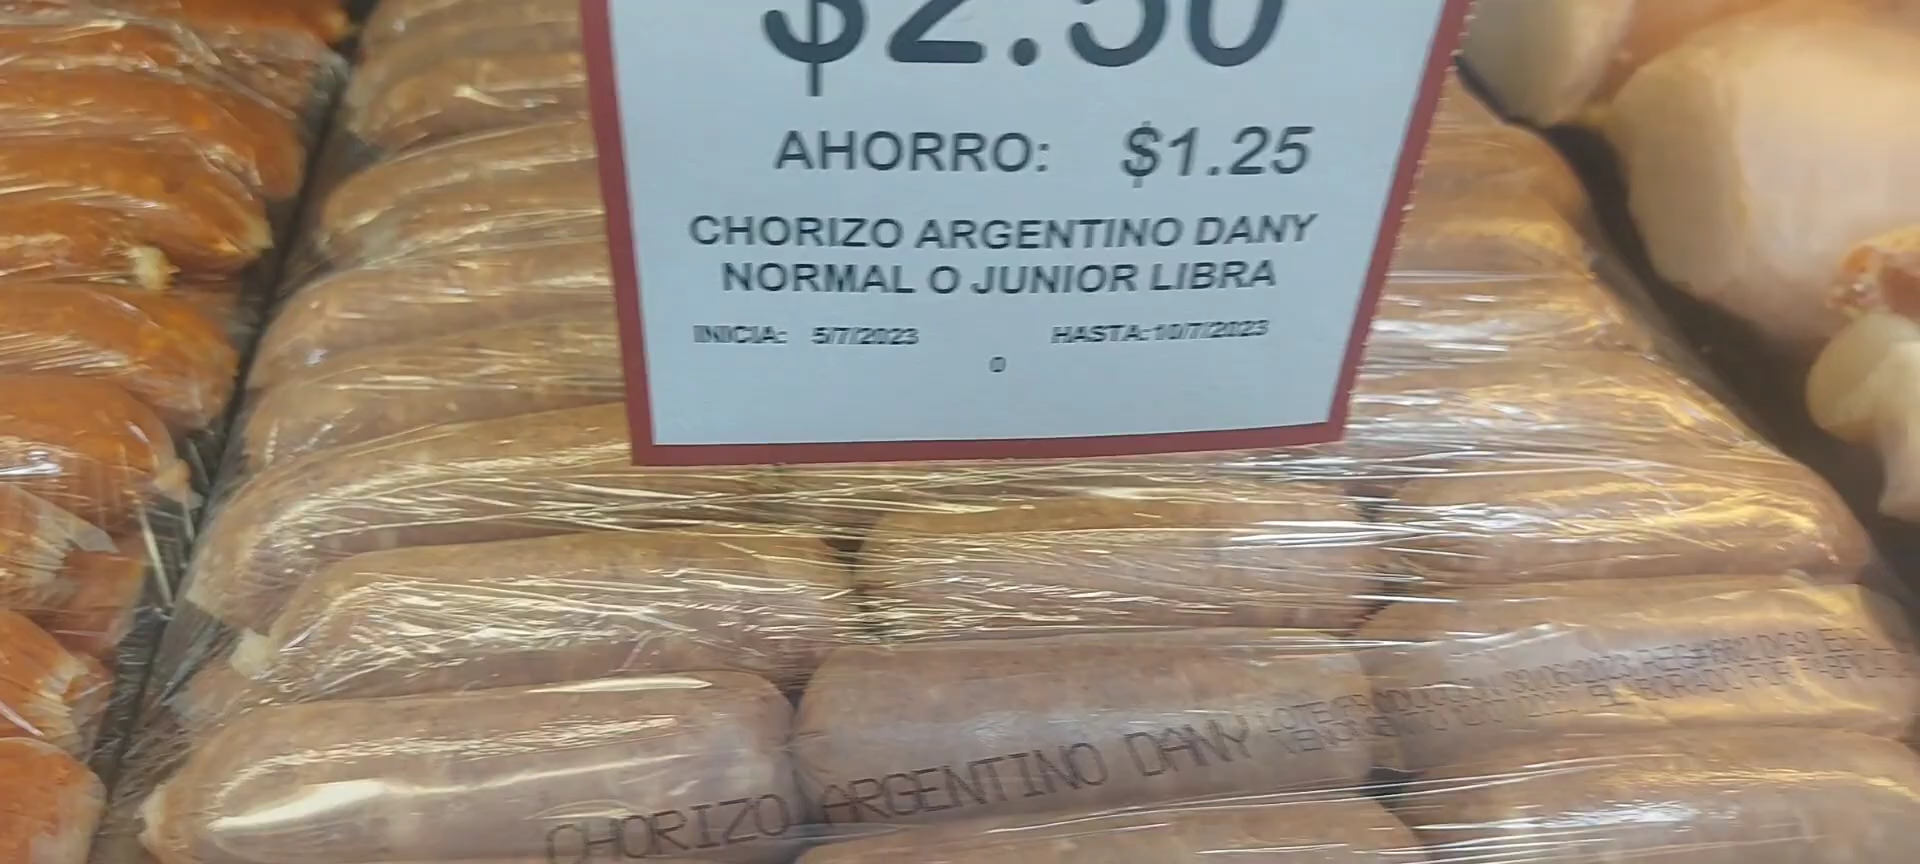 $2.50
AHORRO: $1.25
CHORIZO ARGENTINO DANY
NORMAL O JUNIOR LIBRA
INICIA: 5/7/2023 HASTA:10/7/2023
0
CHORIZO ARGENTINO DANY